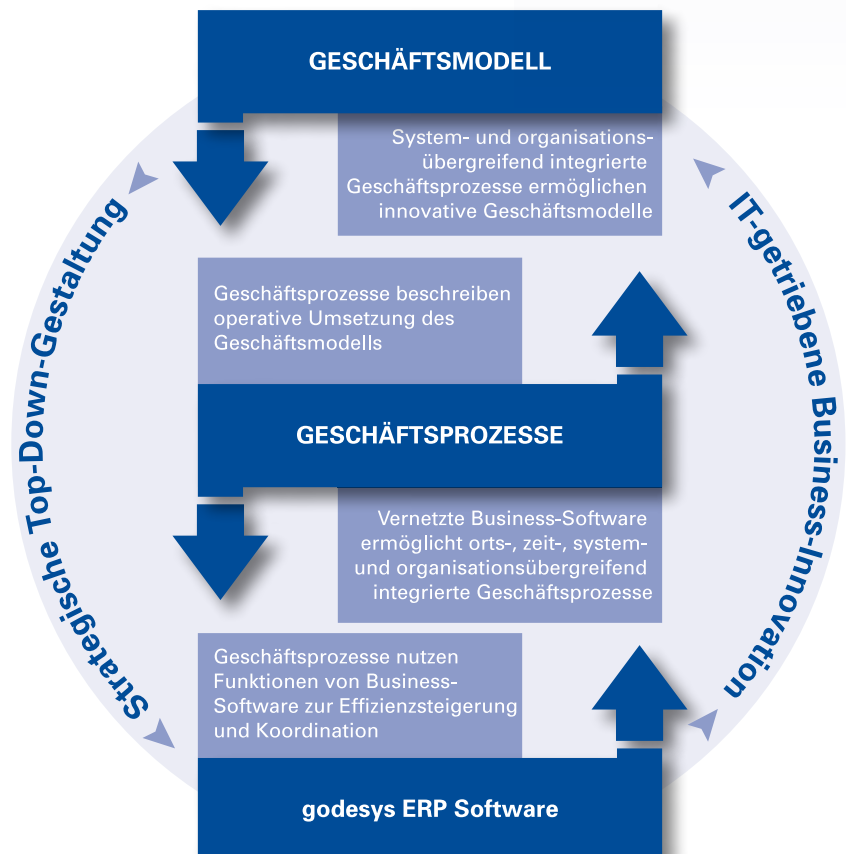 GESCHÄFTSMODELL
System- und organisations-
übergreifend integrierte
Geschäftsprozesse ermöglichen
innovative Geschäftsmodelle
Strategische Top-Down-Gestaltung
IT-getriebene Business-Innovation
Geschäftsprozesse beschreiben
operative Umsetzung des
Geschäftsmodells
GESCHÄFTSPROZESSE
Vernetzte Business-Software
ermöglicht orts-, zeit-, system-
und organisationsübergreifend
integrierte Geschäftsprozesse
Geschäftsprozesse nutzen
Funktionen von Business-
Software zur Effizienzsteigerung
und Koordination
godesys ERP Software